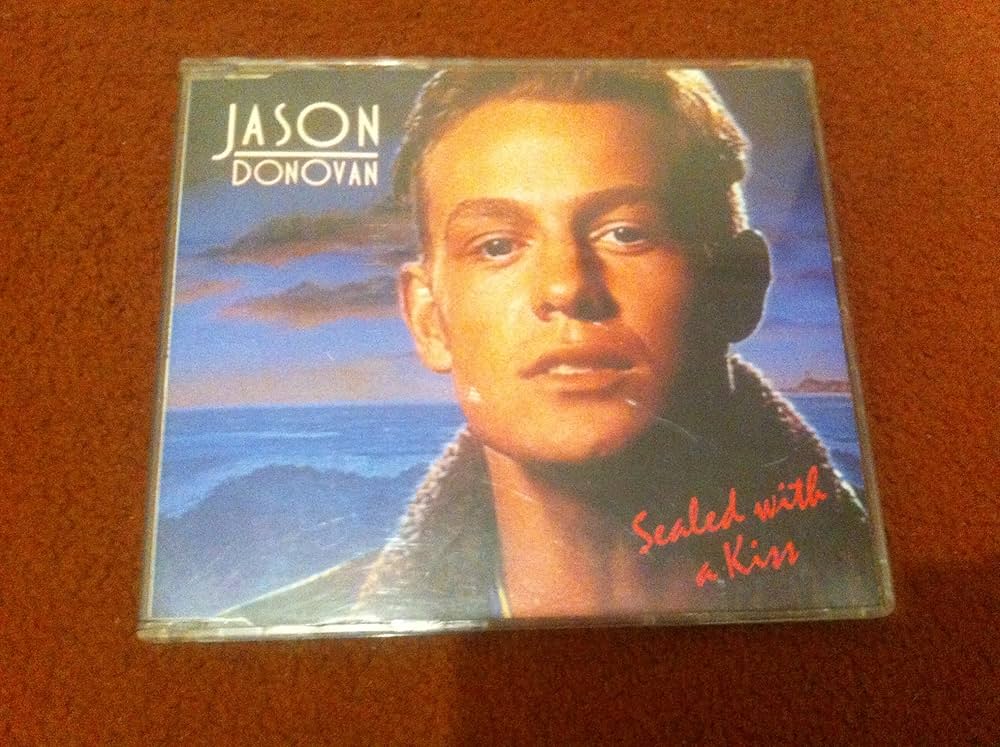 JASON
DONOVAN
Sealed with
a Kiss